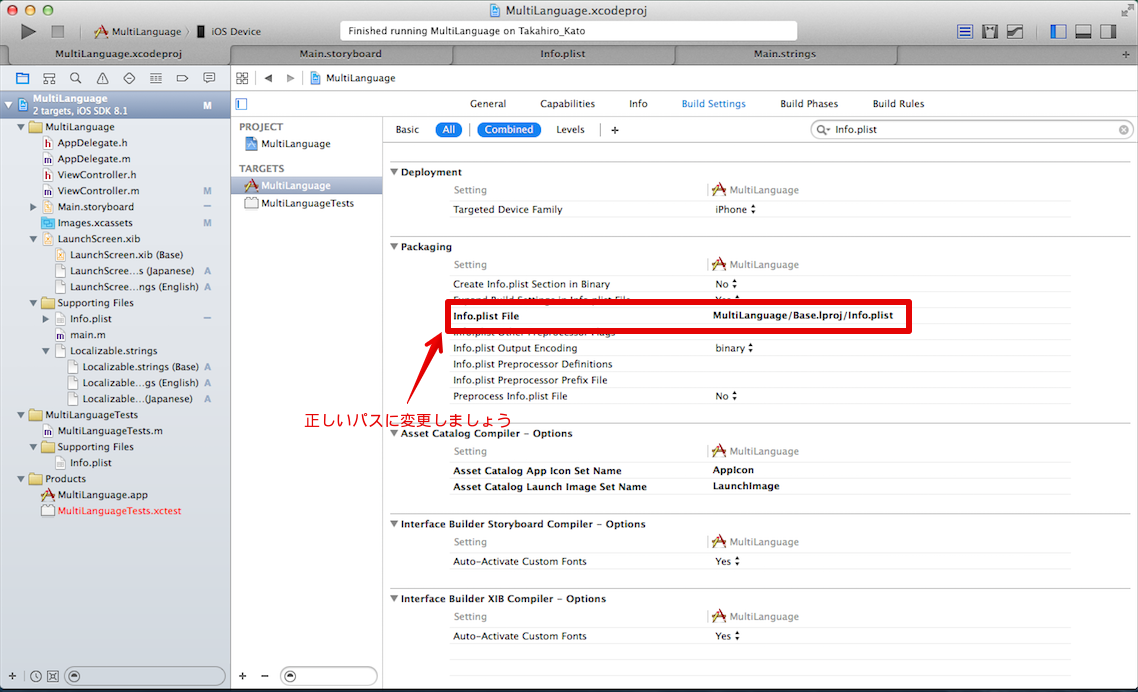 MultiLanguage.xcodeproj
MultiLanguage 〉 iOS Device
Finished running MultiLanguage on Takahiro_Kato
MultiLanguage.xcodeproj
Main.storyboard
Info.plist
Main.strings
+
MultiLanguage
MultiLanguage M
2 targets, iOS SDK 8.1
MultiLanguage
h AppDelegate.h
m AppDelegate.m
h ViewController.h
m ViewController.m M
Main.storyboard –
Images.xcassets M
LaunchScreen.xib
LaunchScreen.xib (Base)
LaunchScree...s (Japanese) A
LaunchScree...ngs (English) A
Supporting Files
Info.plist –
m main.m
Localizable.strings
Localizable.strings (Base) A
Localizable...gs (English) A
Localizable...(Japanese) A
MultiLanguageTests
m MultiLanguageTests.m
Supporting Files
Info.plist
Products
MultiLanguage.app
MultiLanguageTests.xctest
+
PROJECT
MultiLanguage
TARGETS
MultiLanguage
MultiLanguageTests
+ –
General
Capabilities
Info
Build Settings
Build Phases
Build Rules
Basic
All
Combined
Levels
+
Info.plist
Deployment
Setting MultiLanguage
Targeted Device Family iPhone
Packaging
Setting MultiLanguage
Create Info.plist Section in Binary No
Expand Build Settings in Info.plist File Yes
Info.plist File MultiLanguage/Base.lproj/Info.plist
Info.plist Other Preprocessor Flags
Info.plist Output Encoding binary
Info.plist Preprocessor Definitions
Info.plist Preprocessor Prefix File
Preprocess Info.plist File No
正しいパスに変更しましょう
Asset Catalog Compiler - Options
Setting MultiLanguage
Asset Catalog App Icon Set Name AppIcon
Asset Catalog Launch Image Set Name LaunchImage
Interface Builder Storyboard Compiler - Options
Setting MultiLanguage
Auto-Activate Custom Fonts Yes
Interface Builder XIB Compiler - Options
Setting MultiLanguage
Auto-Activate Custom Fonts Yes